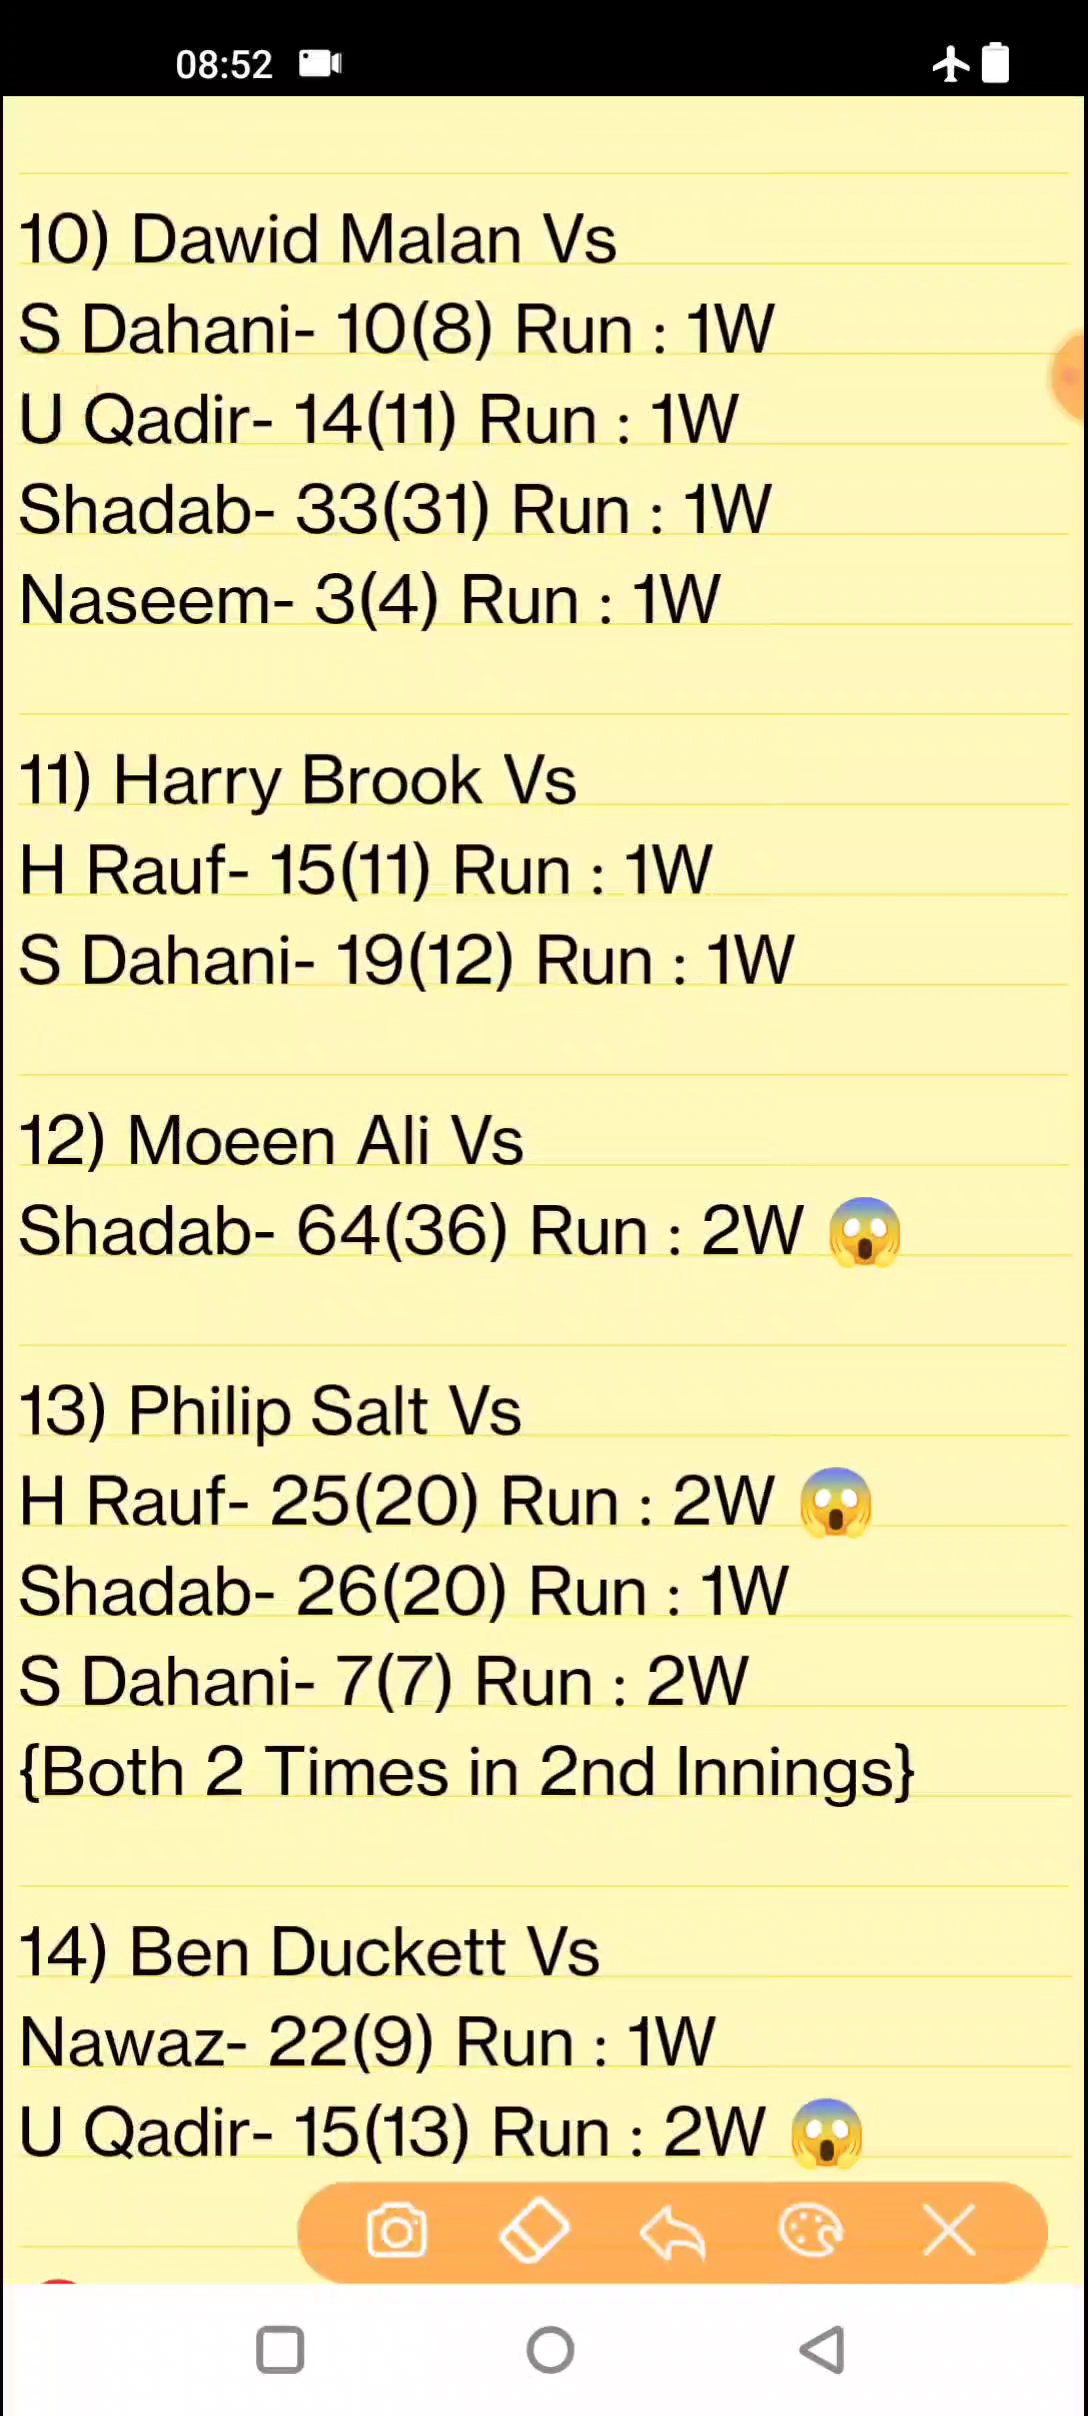 08:52
10) Dawid Malan Vs
S Dahani- 10(8) Run : 1W
U Qadir- 14(11) Run : 1W
Shadab- 33(31) Run : 1W
Naseem- 3(4) Run : 1W
11) Harry Brook Vs
H Rauf- 15(11) Run : 1W
S Dahani- 19(12) Run : 1W
12) Moeen Ali Vs
Shadab- 64(36) Run : 2W 😱
13) Philip Salt Vs
H Rauf- 25(20) Run : 2W 😱
Shadab- 26(20) Run : 1W
S Dahani- 7(7) Run : 2W
{Both 2 Times in 2nd Innings}
14) Ben Duckett Vs
Nawaz- 22(9) Run : 1W
U Qadir- 15(13) Run : 2W 😱